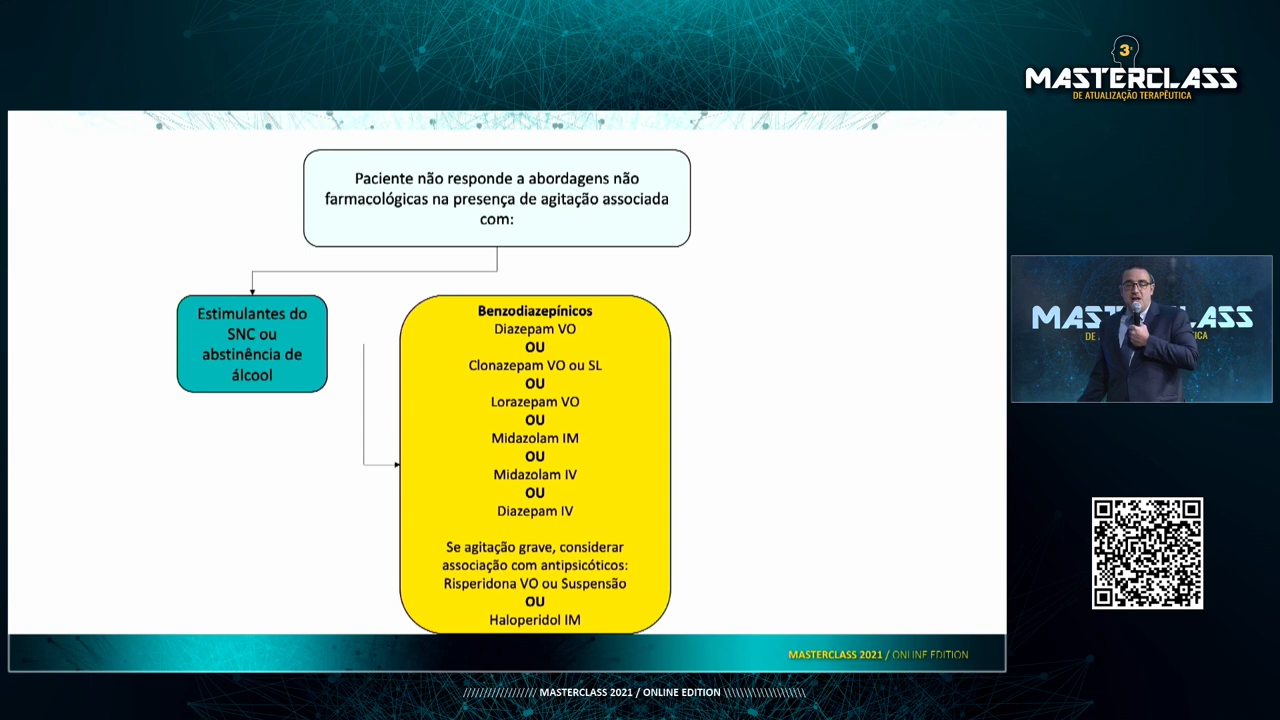 3ª
MASTERCLASS
DE ATUALIZAÇÃO TERAPÊUTICA
Paciente não responde a abordagens não
farmacológicas na presença de agitação associada
com:
Estimulantes do
SNC ou
abstinência de
álcool
Benzodiazepínicos
Diazepam VO
OU
Clonazepam VO ou SL
OU
Lorazepam VO
OU
Midazolam IM
OU
Midazolam IV
OU
Diazepam IV
Se agitação grave, considerar
associação com antipsicóticos:
Risperidona VO ou Suspensão
OU
Haloperidol IM
MASTERCLASS 2021 / ONLINE EDITION
////////////////// MASTERCLASS 2021 / ONLINE EDITION \\\\\\\\\\\\\\\\\\\\